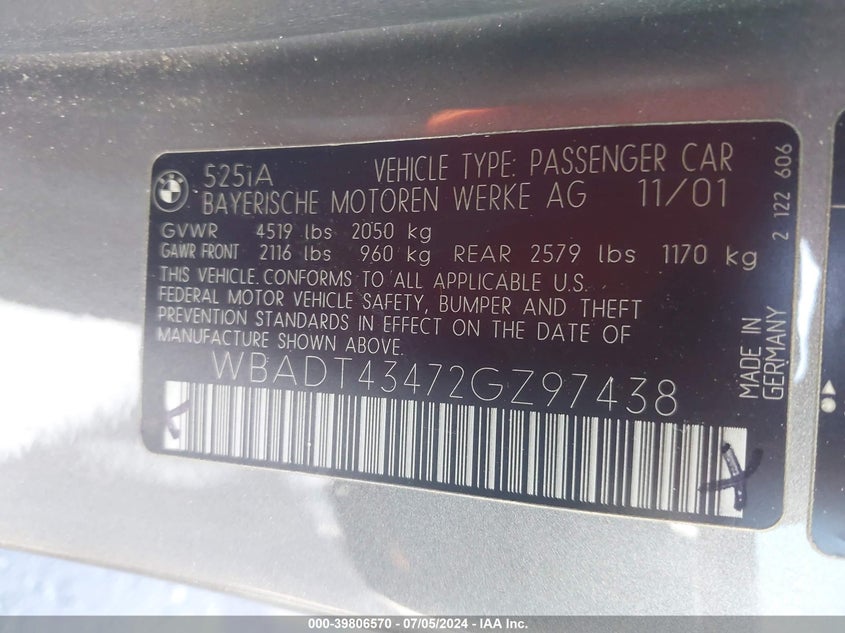 525iA VEHICLE TYPE: PASSENGER CAR
BAYERISCHE MOTOREN WERKE AG 11/01
GVWR 4519 lbs 2050 kg
GAWR FRONT 2116 lbs 960 kg REAR 2579 lbs 1170 kg
THIS VEHICLE CONFORMS TO ALL APPLICABLE U.S.
FEDERAL MOTOR VEHICLE SAFETY, BUMPER AND THEFT
PREVENTION STANDARDS IN EFFECT ON THE DATE OF
MANUFACTURE SHOWN ABOVE.
WBADT43472GZ97438
2 122 606
MADE IN
GERMANY
000-39806570 / 07/05/2024 - IAA Inc.